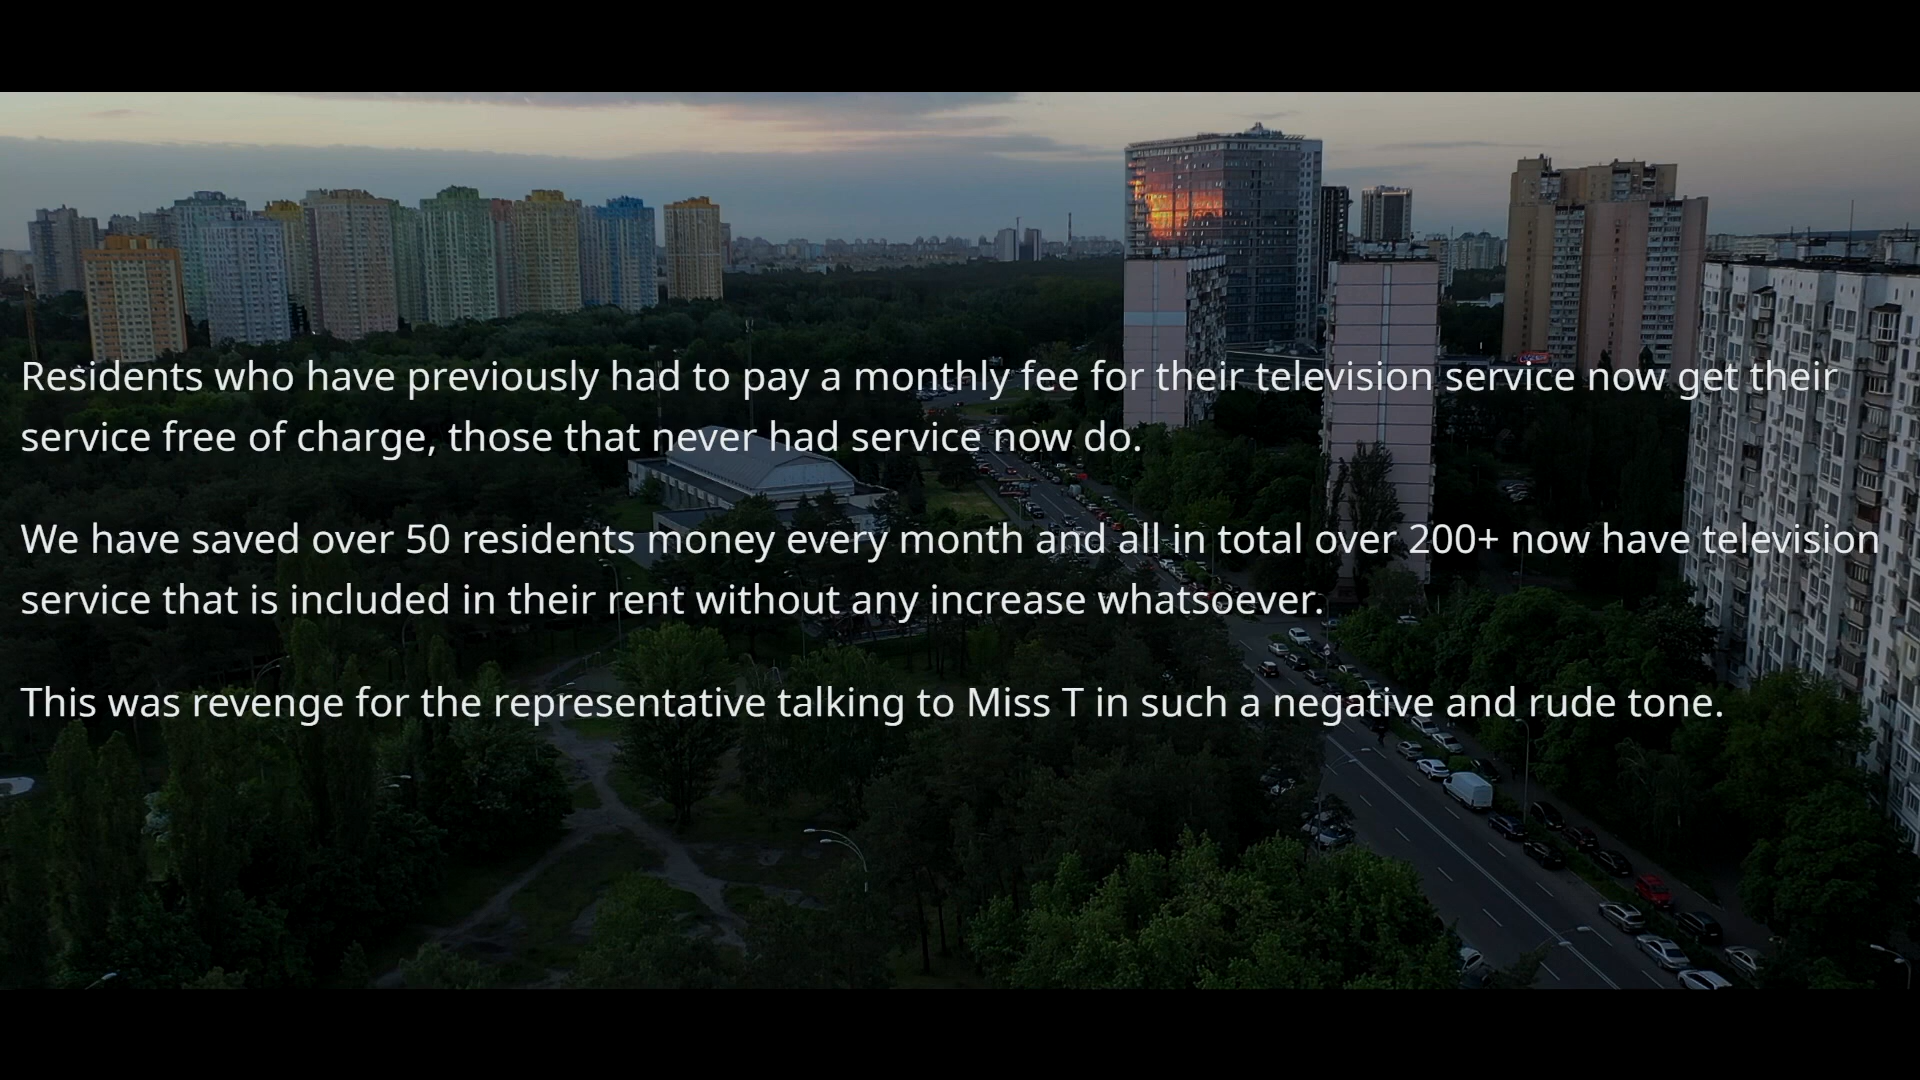 Residents who have previously had to pay a monthly fee for their television service now get their
service free of charge, those that never had service now do.
We have saved over 50 residents money every month and all in total over 200+ now have television
service that is included in their rent without any increase whatsoever.
This was revenge for the representative talking to Miss T in such a negative and rude tone.